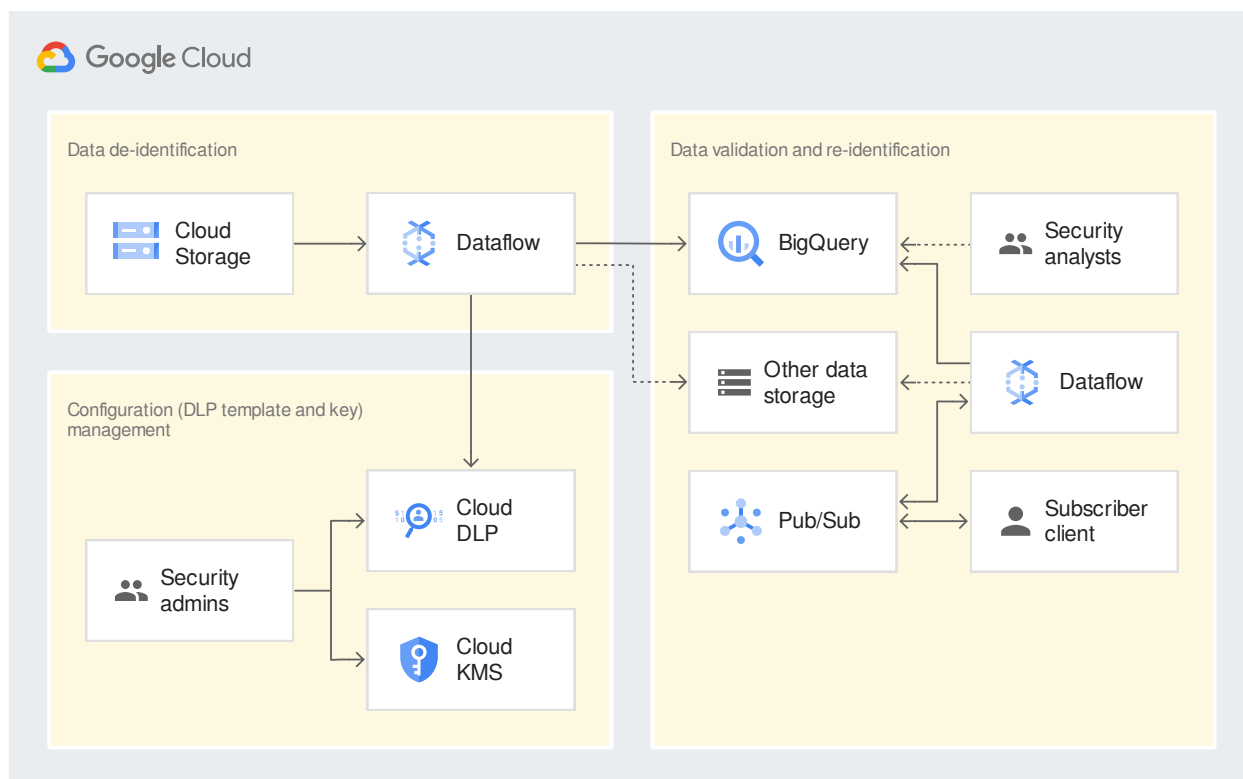 Google Cloud
Data de-identification
Cloud
Storage
Dataflow
Configuration (DLP template and key)
management
Security
admins
Cloud
DLP
Cloud
KMS
Data validation and re-identification
BigQuery
Security
analysts
Other data
storage
Dataflow
Pub/Sub
Subscriber
client